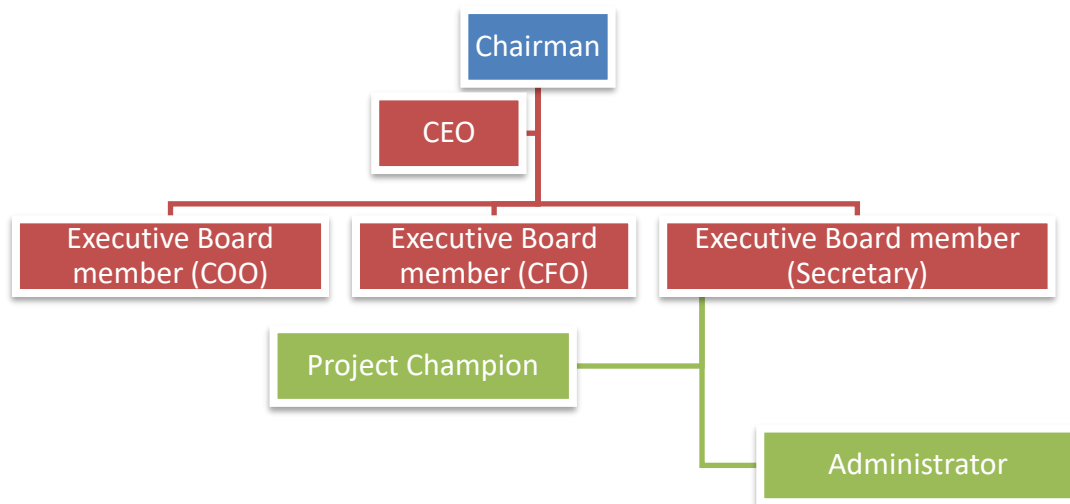 Chairman
CEO
Executive Board
member (COO)
Executive Board
member (CFO)
Executive Board member
(Secretary)
Project Champion
Administrator